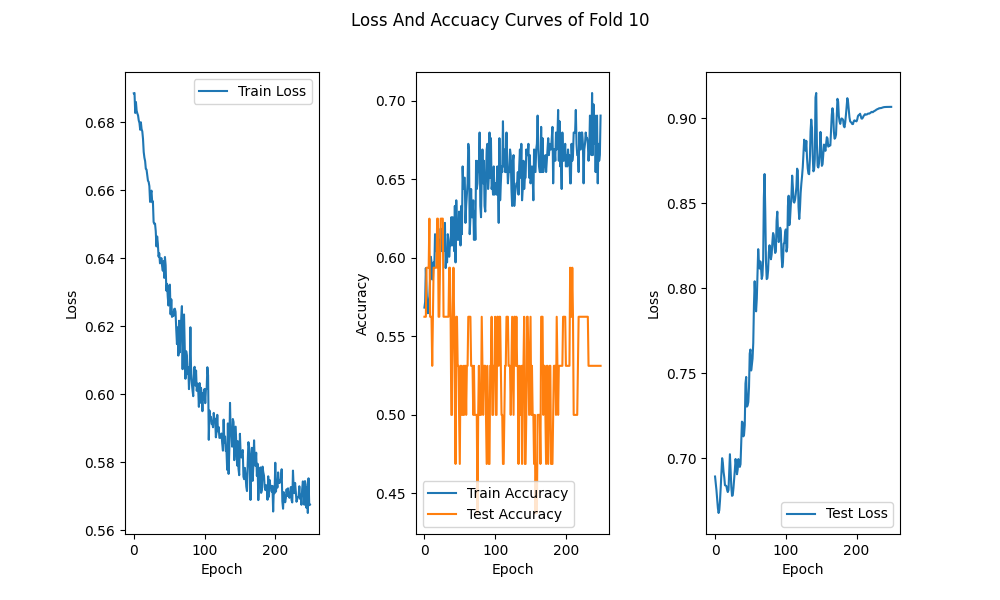 Loss And Accuacy Curves of Fold 10
Train Loss
Loss
0.68
0.66
0.64
0.62
0.60
0.58
0.56
0
100
200
Epoch
Accuracy
0.70
0.65
0.60
0.55
0.50
0.45
Train Accuracy
Test Accuracy
0
100
200
Epoch
Loss
0.90
0.85
0.80
0.75
0.70
Test Loss
0
100
200
Epoch